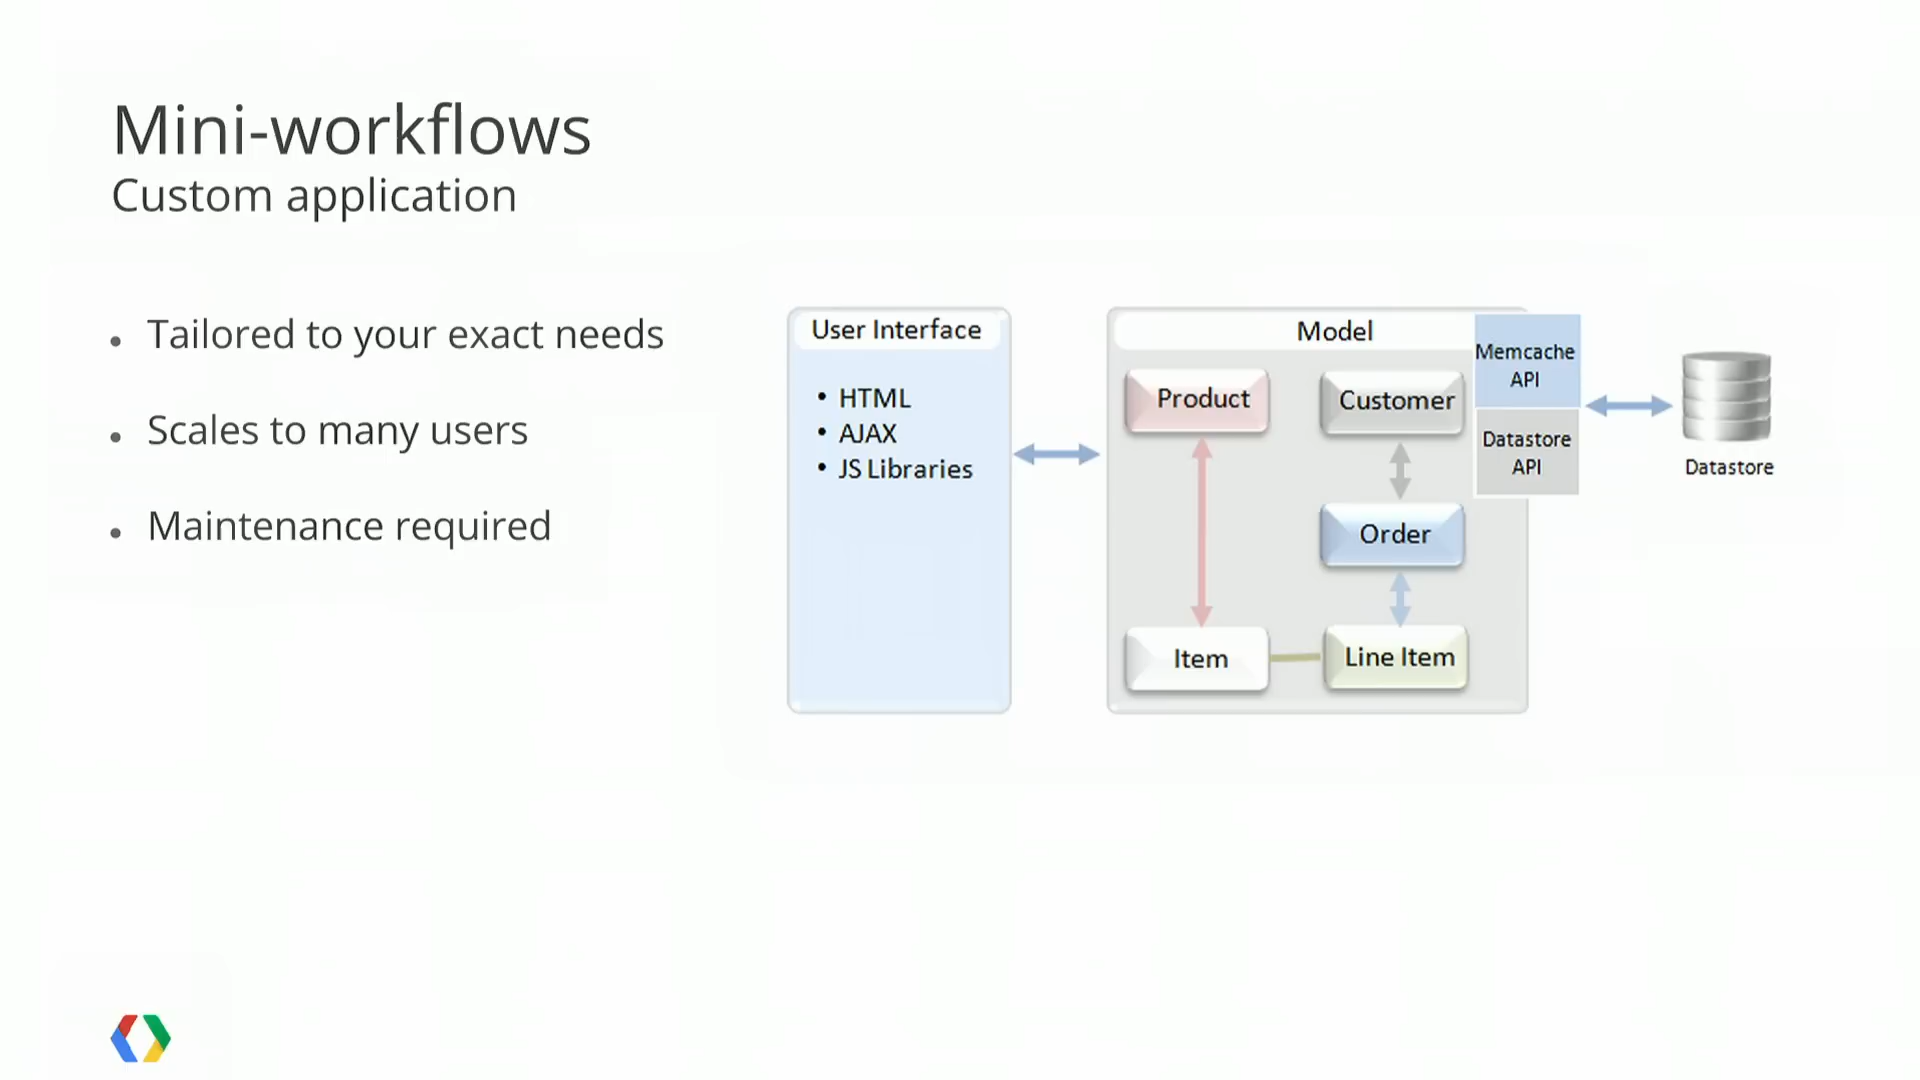 Mini-workflows
Custom application
• Tailored to your exact needs
• Scales to many users
• Maintenance required
User Interface
• HTML
• AJAX
• JS Libraries
Model
Product
Customer
Order
Item
Line Item
Memcache
API
Datastore
API
Datastore